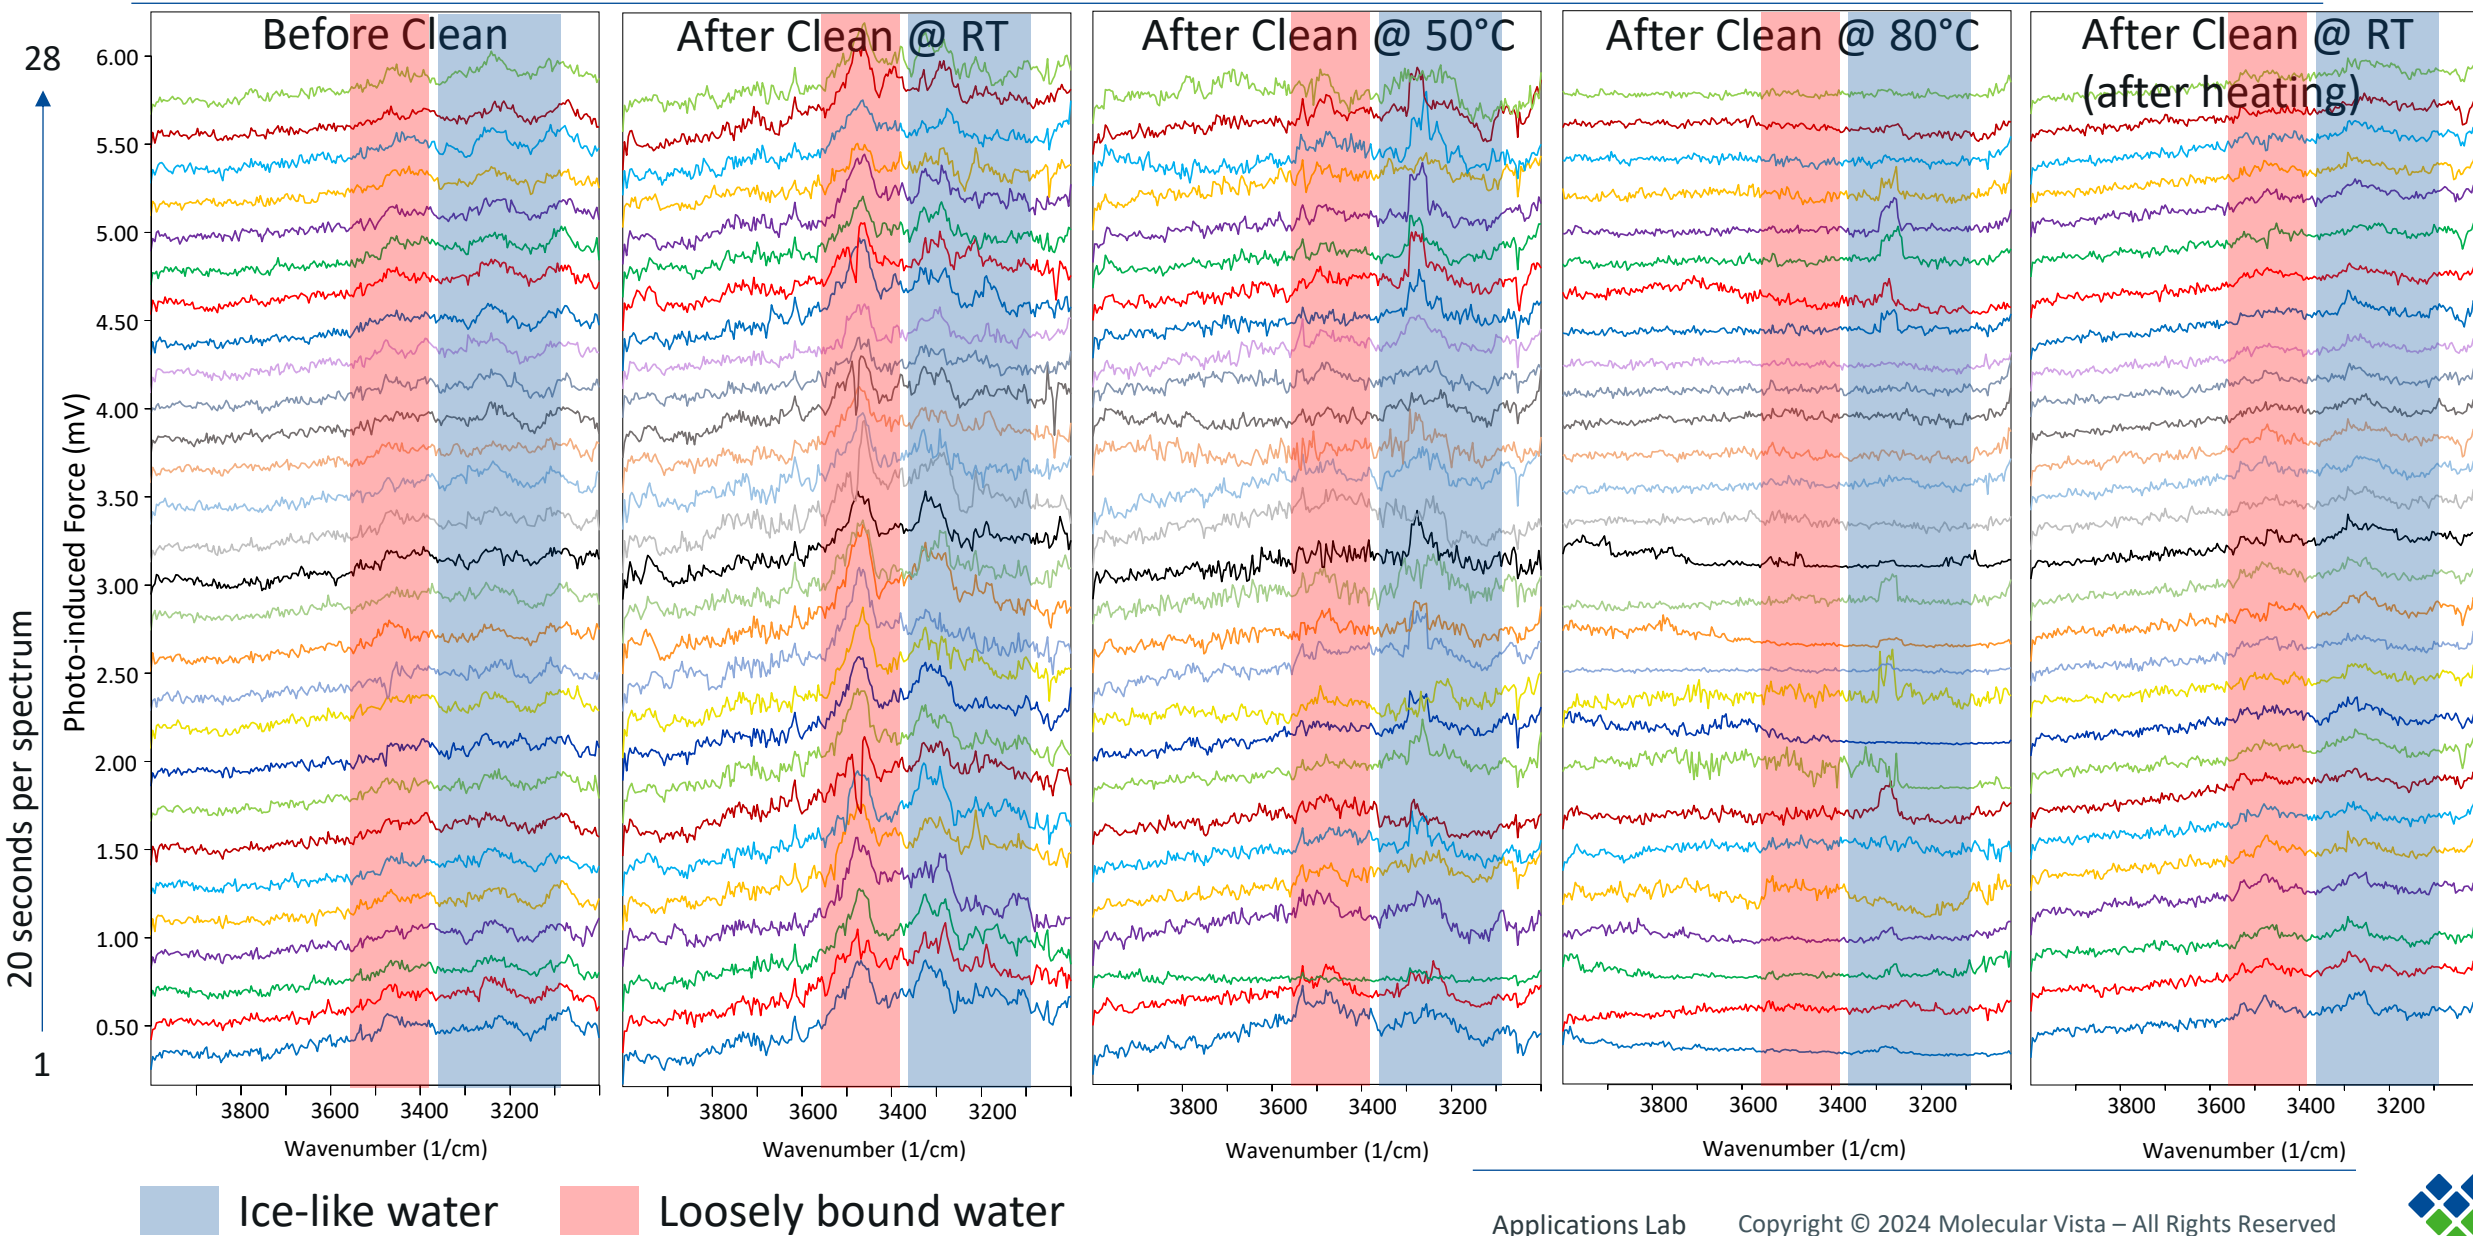 Before Clean
After Clean @ RT
After Clean @ 50°C
After Clean @ 80°C
After Clean @ RT
(after heating)
28
1
20 seconds per spectrum
Photo-induced Force (mV)
6.00
5.50
5.00
4.50
4.00
3.50
3.00
2.50
2.00
1.50
1.00
0.50
3800 3600 3400 3200
3800 3600 3400 3200
3800 3600 3400 3200
3800 3600 3400 3200
3800 3600 3400 3200
Wavenumber (1/cm)
Wavenumber (1/cm)
Wavenumber (1/cm)
Wavenumber (1/cm)
Wavenumber (1/cm)
Ice-like water
Loosely bound water
Applications Lab
Copyright © 2024 Molecular Vista – All Rights Reserved